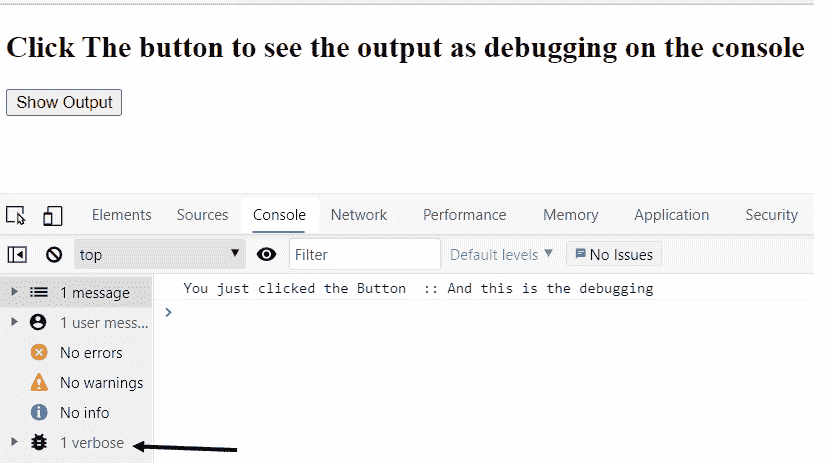 Click The button to see the output as debugging on the console
Show Output
Elements Sources Console Network Performance Memory Application Security
top Filter Default levels No Issues
1 message
You just clicked the Button :: And this is the debugging
1 user mess...
No errors
No warnings
No info
1 verbose